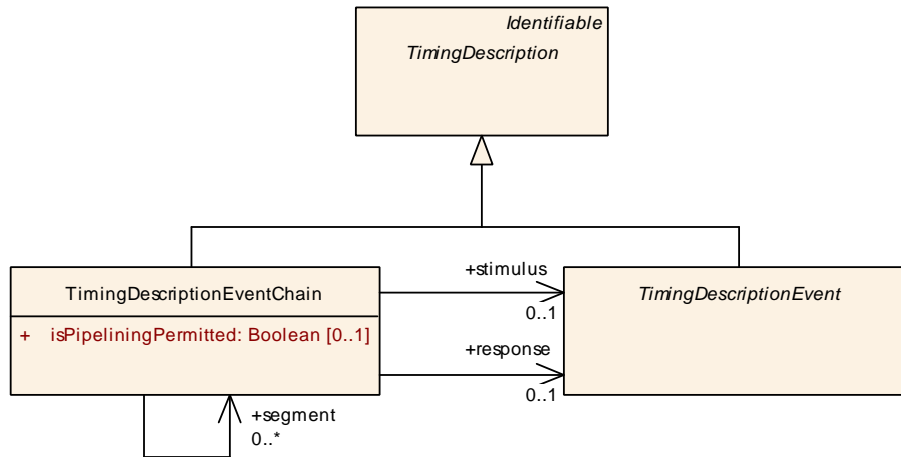 Identifiable
TimingDescription
TimingDescriptionEventChain
+ isPipeliningPermitted: Boolean [0..1]
+stimulus
0..1
+response
0..1
TimingDescriptionEvent
+segment
0..*